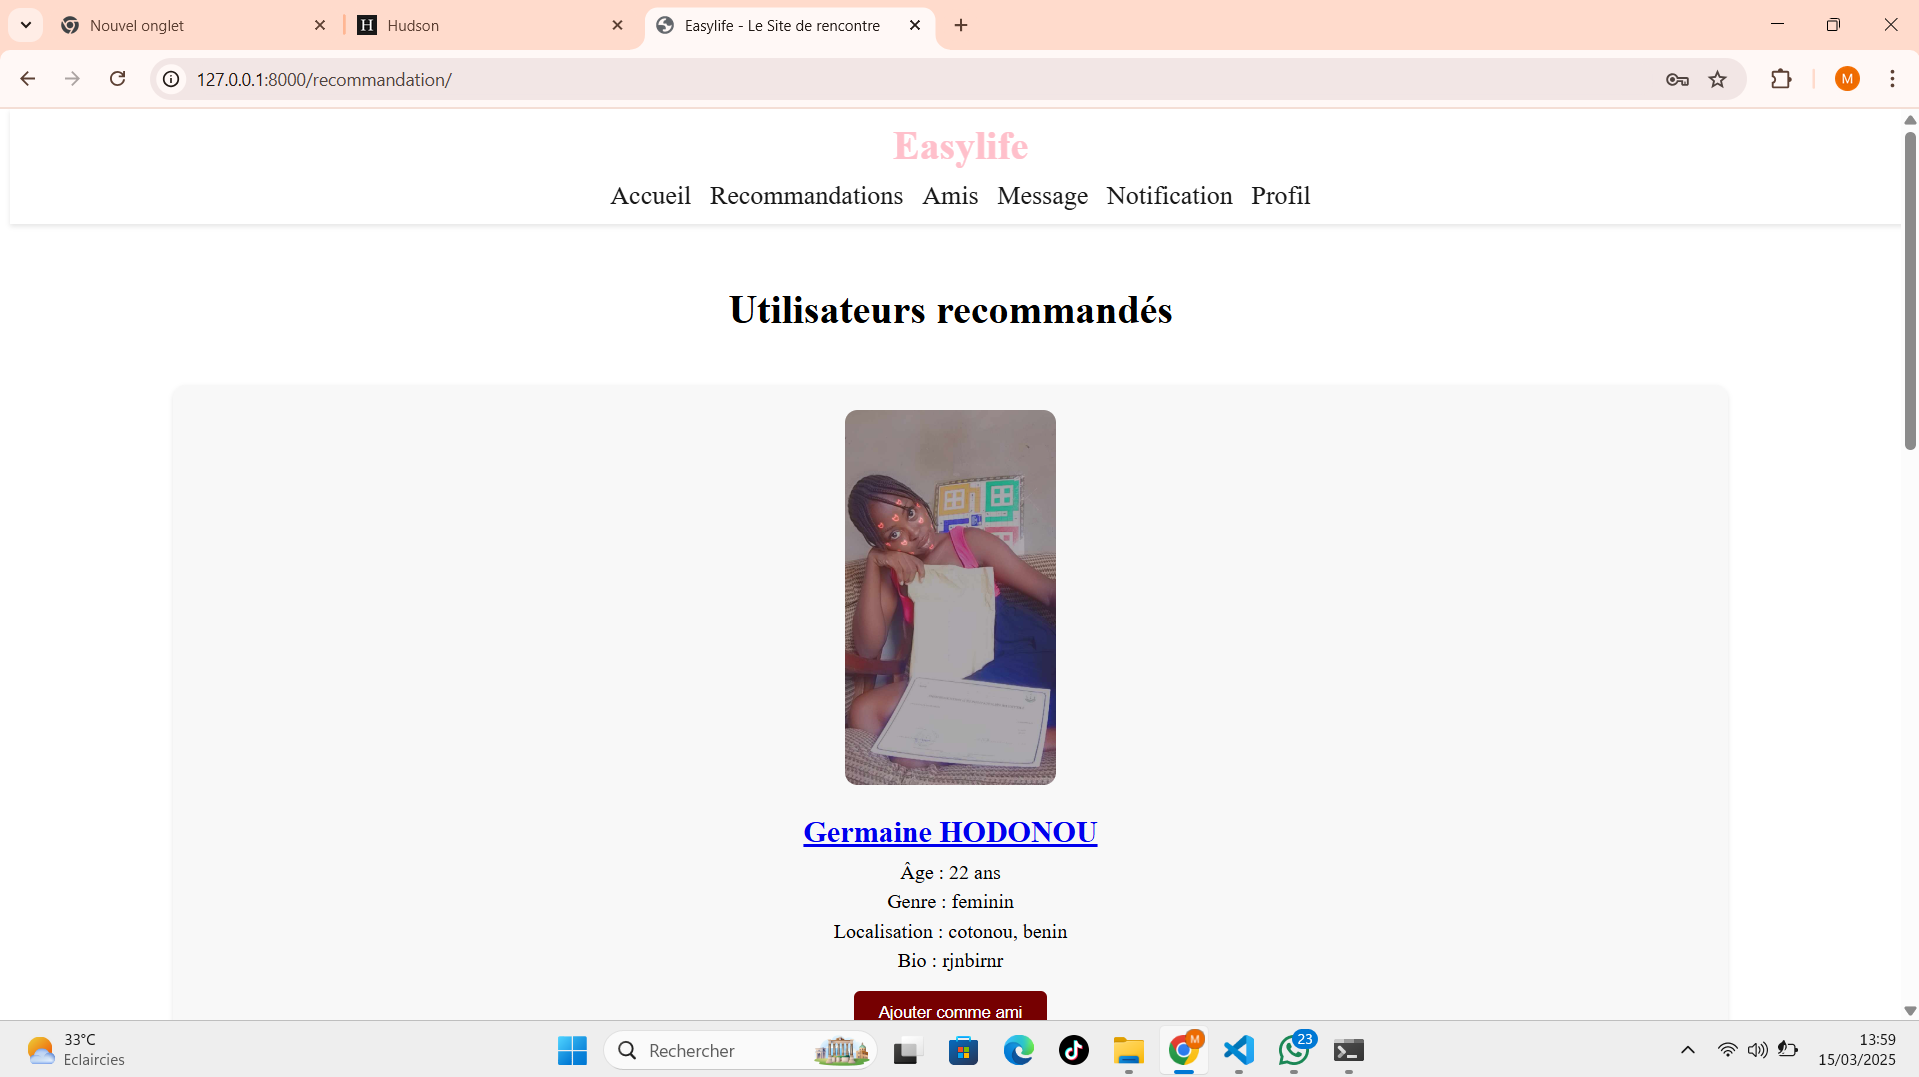 Nouvel onglet
Hudson
Easylife - Le Site de rencontre
127.0.0.1:8000/recommandation/
M
Easylife
Accueil Recommandations Amis Message Notification Profil
Utilisateurs recommandés
Germaine HODONOU
Âge : 22 ans
Genre : feminin
Localisation : cotonou, benin
Bio : rjnbirnr
Ajouter comme ami
33°C
Eclaircies
Rechercher
M
23
13:59
15/03/2025